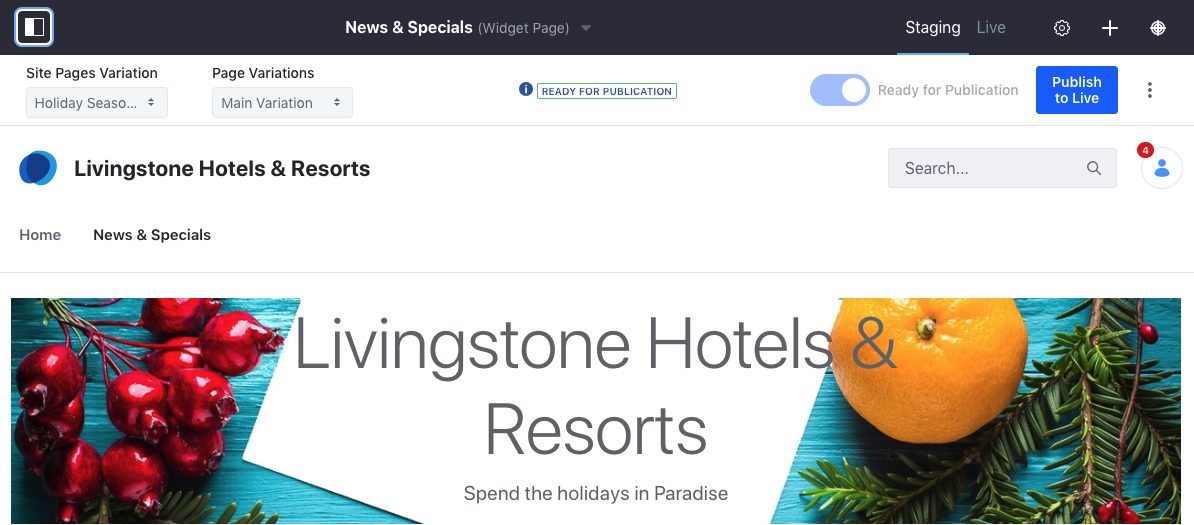 News & Specials (Widget Page)
Staging Live
Site Pages Variation
Page Variations
Holiday Seaso...
Main Variation
READY FOR PUBLICATION
Ready for Publication
Publish
to Live
Livingstone Hotels & Resorts
Search...
4
Home
News & Specials
Livingstone Hotels &
Resorts
Spend the holidays in Paradise